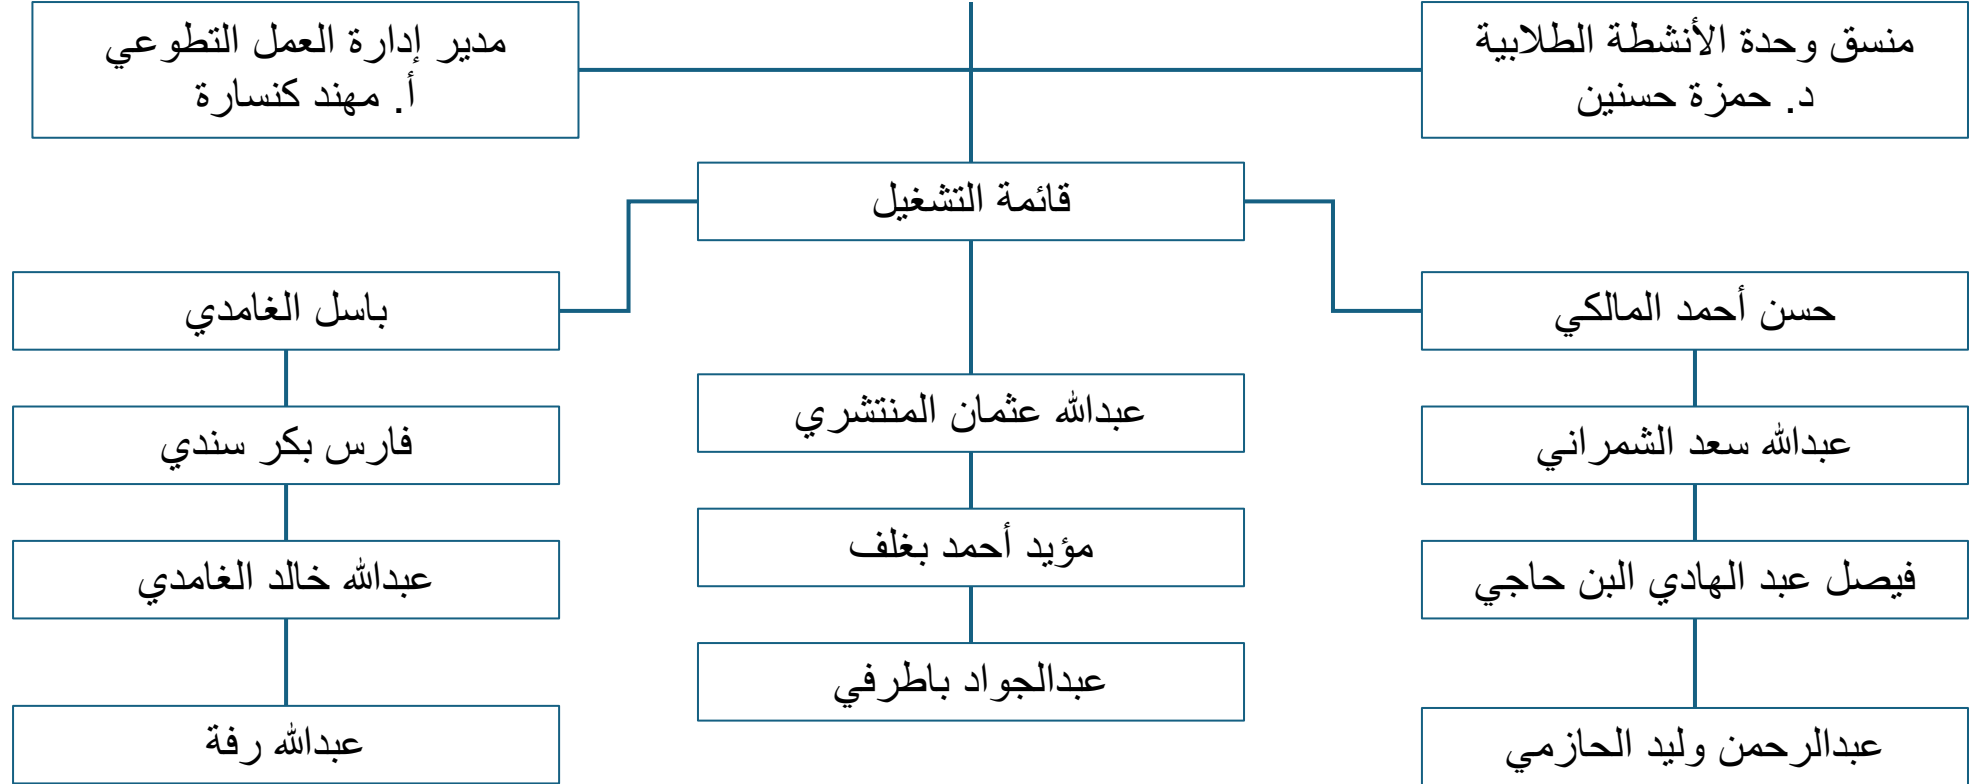 منسق وحدة الأنشطة الطلابية
د. حمزة حسنين
مدير إدارة العمل التطوعي
أ. مهند كنسارة
قائمة التشغيل
حسن أحمد المالكي
عبدالله سعد الشمراني
فيصل عبد الهادي البن حاجي
عبدالرحمن وليد الحازمي
عبدالله عثمان المنتشري
مؤيد أحمد بغلف
عبدالجواد باطرفي
باسل الغامدي
فارس بكر سندي
عبدالله خالد الغامدي
عبدالله رفة